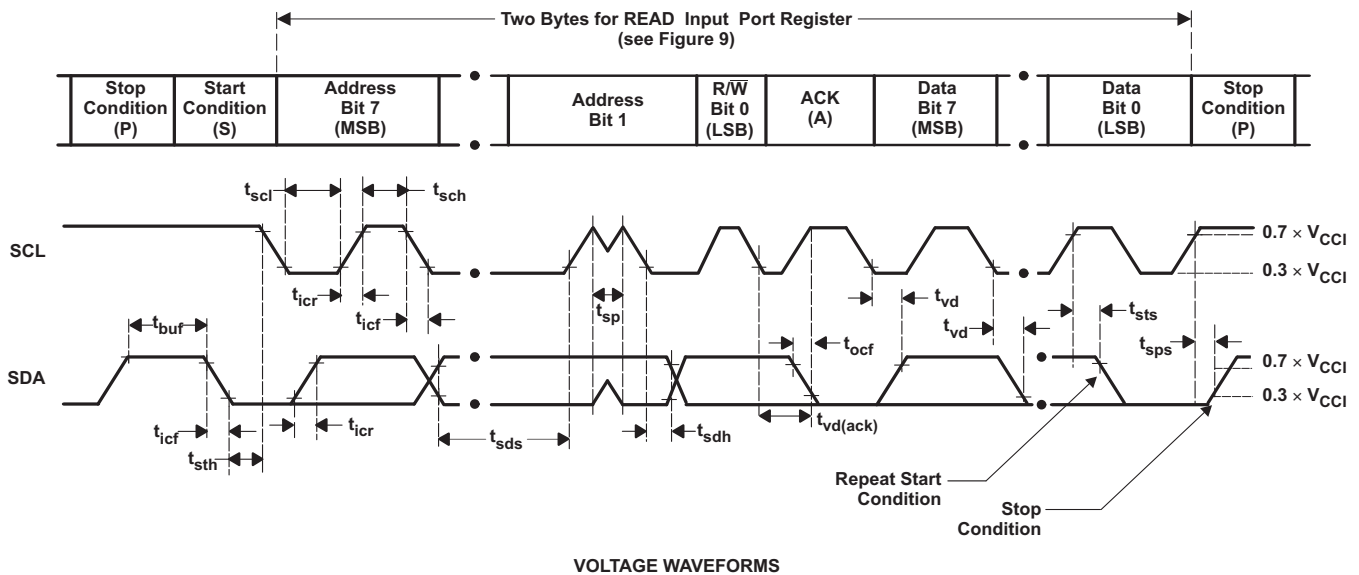 Two Bytes for READ Input Port Register
(see Figure 9)
Stop
Condition
(P)
Start
Condition
(S)
Address
Bit 7
(MSB)
Address
Bit 1
R/W̅
Bit 0
(LSB)
ACK
(A)
Data
Bit 7
(MSB)
Data
Bit 0
(LSB)
Stop
Condition
(P)
tscl
tsch
SCL
0.7 × VCCI
0.3 × VCCI
ticr
ticf
tsp
tvd
tvd
tsts
tbuf
tocf
tsps
SDA
0.7 × VCCI
0.3 × VCCI
ticf
ticr
tsth
tsds
tsdh
tvd(ack)
Repeat Start
Condition
Stop
Condition
VOLTAGE WAVEFORMS